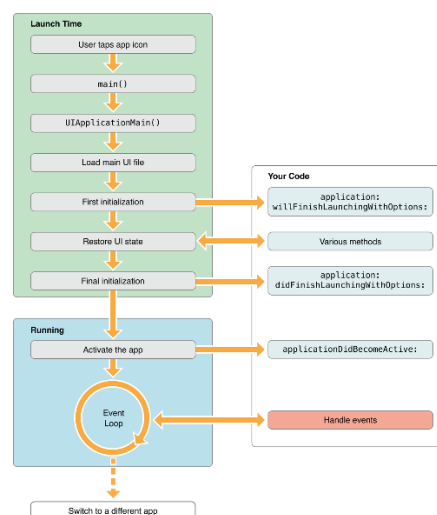 Launch Time
User taps app icon
main()
UIApplicationMain()
Load main UI file
First initialization
Restore UI state
Final initialization
Your Code
application:
willFinishLaunchingWithOptions:
Various methods
application:
didFinishLaunchingWithOptions:
Running
Activate the app
applicationDidBecomeActive:
Event
Loop
Handle events
Switch to a different app